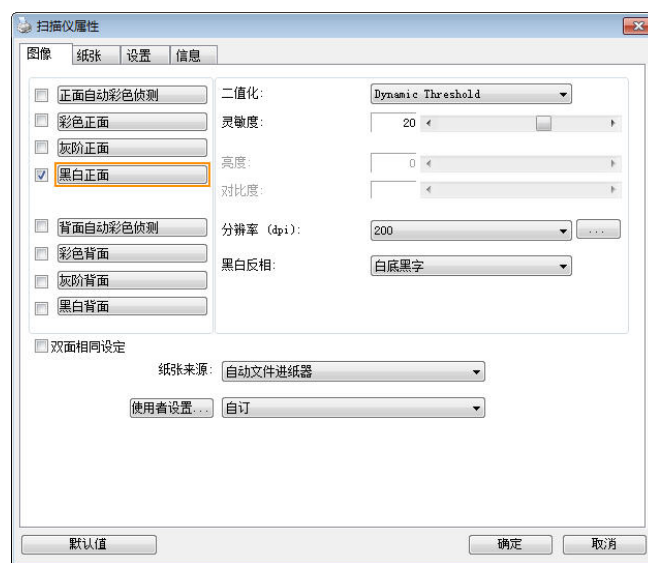 扫描仪属性
图像 纸张 设置 信息
正面自动彩色侦测
彩色正面
灰阶正面
黑白正面
背面自动彩色侦测
彩色背面
灰阶背面
黑白背面
二值化: Dynamic Threshold
灵敏度: 20
亮度: 0
对比度:
分辨率 (dpi): 200 ...
黑白反相: 白底黑字
双面相同设定
纸张来源: 自动文件进纸器
使用者设置... 自订
默认值 确定 取消